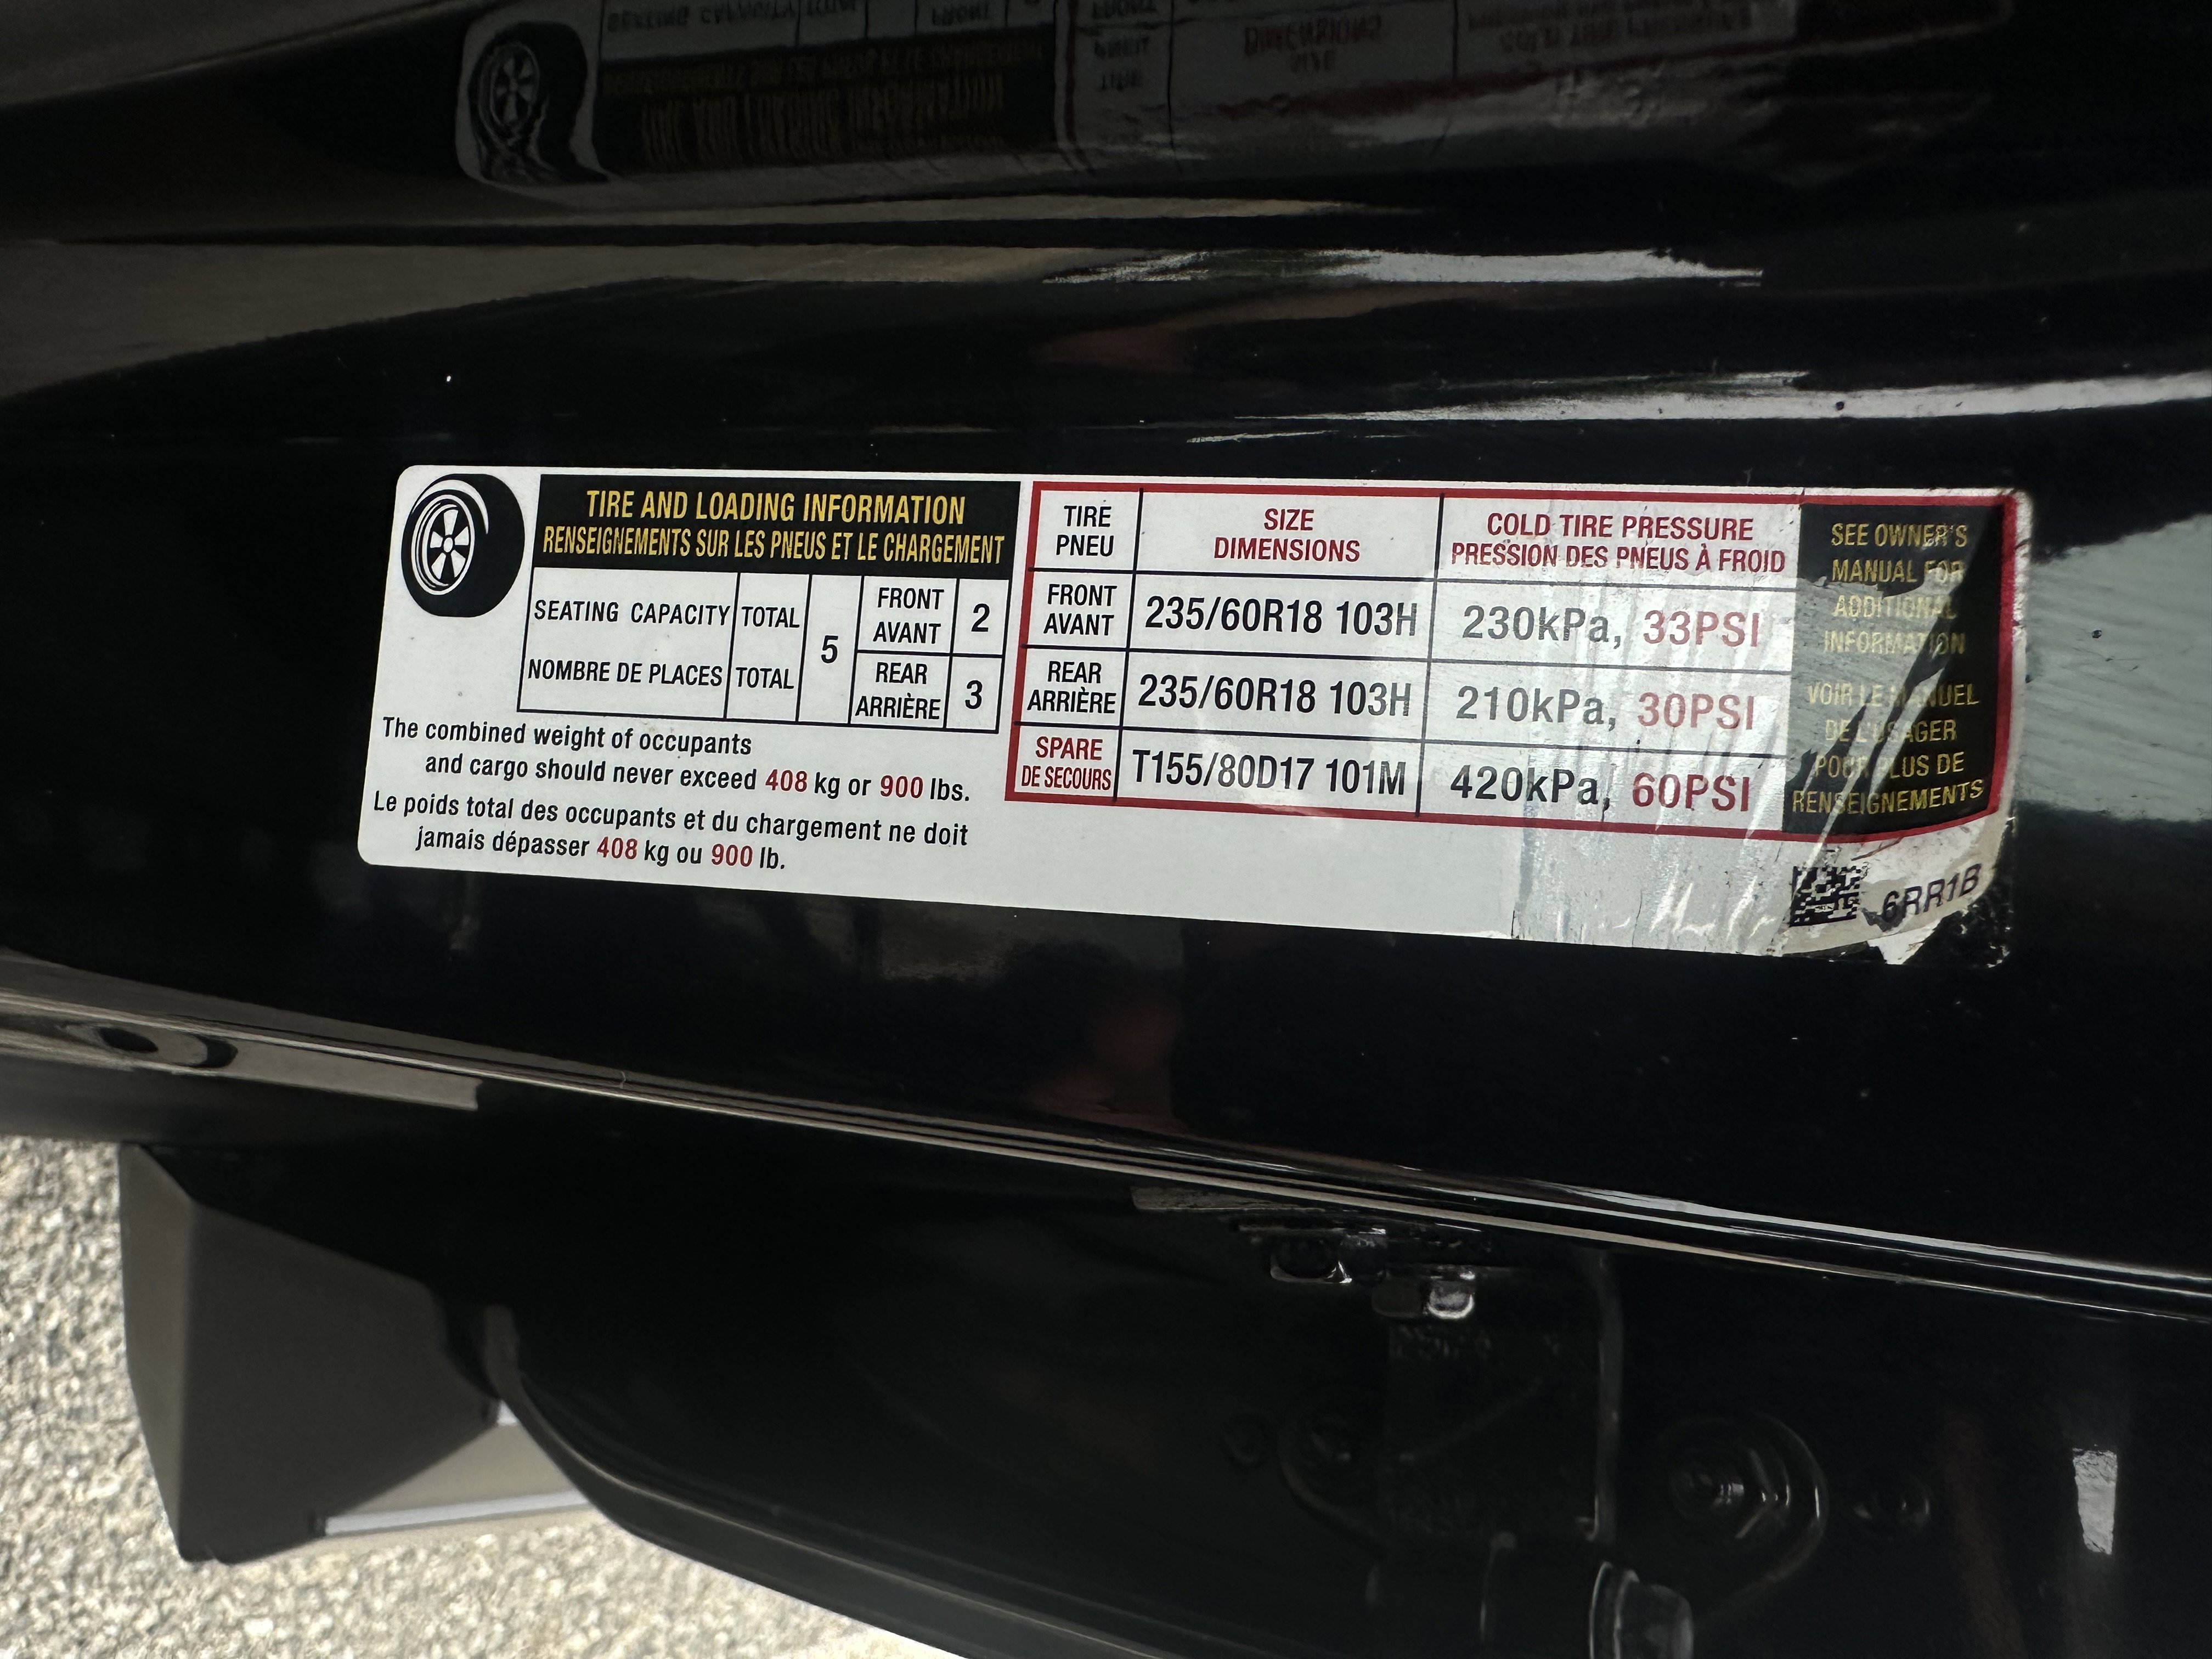 TIRE AND LOADING INFORMATION
RENSEIGNEMENTS SUR LES PNEUS ET LE CHARGEMENT
SEATING CAPACITY TOTAL 5 FRONT 2
AVANT
NOMBRE DE PLACES TOTAL REAR 3
ARRIÈRE
The combined weight of occupants
and cargo should never exceed 408 kg or 900 lbs.
Le poids total des occupants et du chargement ne doit
jamais dépasser 408 kg ou 900 lb.
TIRE SIZE COLD TIRE PRESSURE
PNEU DIMENSIONS PRESSION DES PNEUS À FROID
FRONT 235/60R18 103H 230kPa, 33PSI
AVANT
REAR 235/60R18 103H 210kPa, 30PSI
ARRIÈRE
SPARE T155/80D17 101M 420kPa, 60PSI
DE SECOURS
SEE OWNER'S
MANUAL FOR
ADDITIONAL
INFORMATION
VOIR LE MANUEL
DE L'USAGER
POUR PLUS DE
RENSEIGNEMENTS
6RR1B